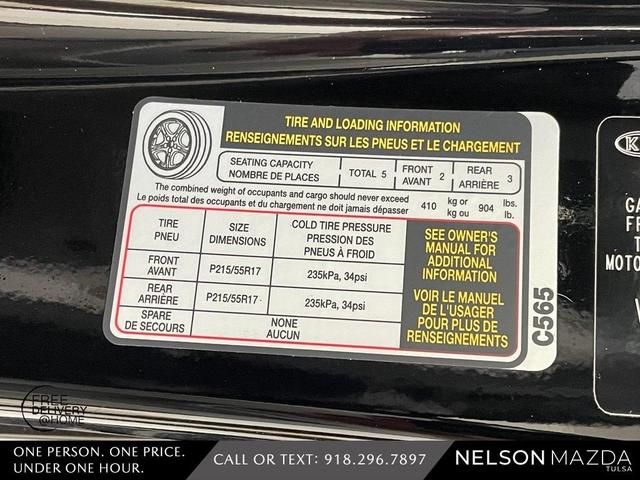 TIRE AND LOADING INFORMATION
RENSEIGNEMENTS SUR LES PNEUS ET LE CHARGEMENT
SEATING CAPACITY
NOMBRE DE PLACES
TOTAL 5
FRONT
AVANT 2
REAR
ARRIÈRE 3
The combined weight of occupants and cargo should never exceed
Le poids total des occupants et du chargement ne doit jamais dépasser
410 kg or
kg ou
904 lbs.
lb.
TIRE
PNEU
SIZE
DIMENSIONS
COLD TIRE PRESSURE
PRESSION DES
PNEUS À FROID
FRONT
AVANT
P215/55R17
235kPa, 34psi
REAR
ARRIÈRE
P215/55R17
235kPa, 34psi
SPARE
DE SECOURS
NONE
AUCUN
SEE OWNER'S
MANUAL FOR
ADDITIONAL
INFORMATION
VOIR LE MANUEL
DE L'USAGER
POUR PLUS DE
RENSEIGNEMENTS
C565
K
GA
FR
T
MOTO
FREE
DELIVERY
@HOME
ONE PERSON. ONE PRICE.
UNDER ONE HOUR.
CALL OR TEXT: 918.296.7897
NELSON MAZDA
TULSA